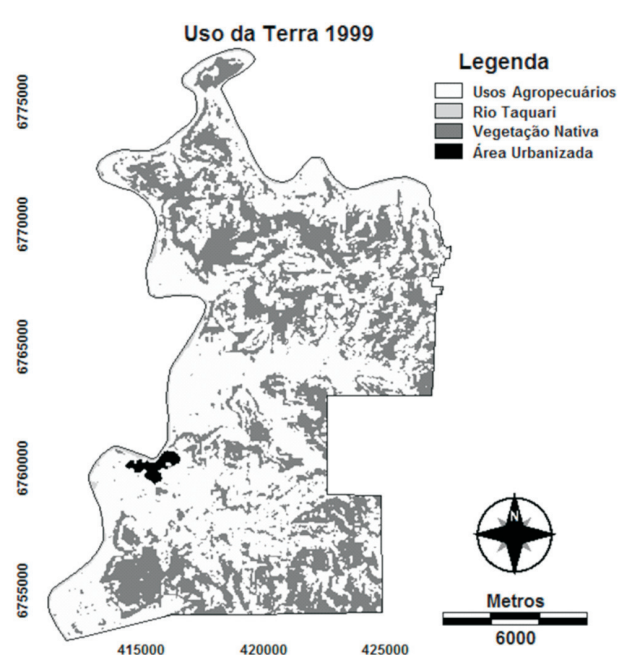 Uso da Terra 1999
Legenda
Usos Agropecuários
Rio Taquari
Vegetação Nativa
Área Urbanizada
6775000
6770000
6765000
6760000
6755000
N
Metros
6000
415000
420000
425000